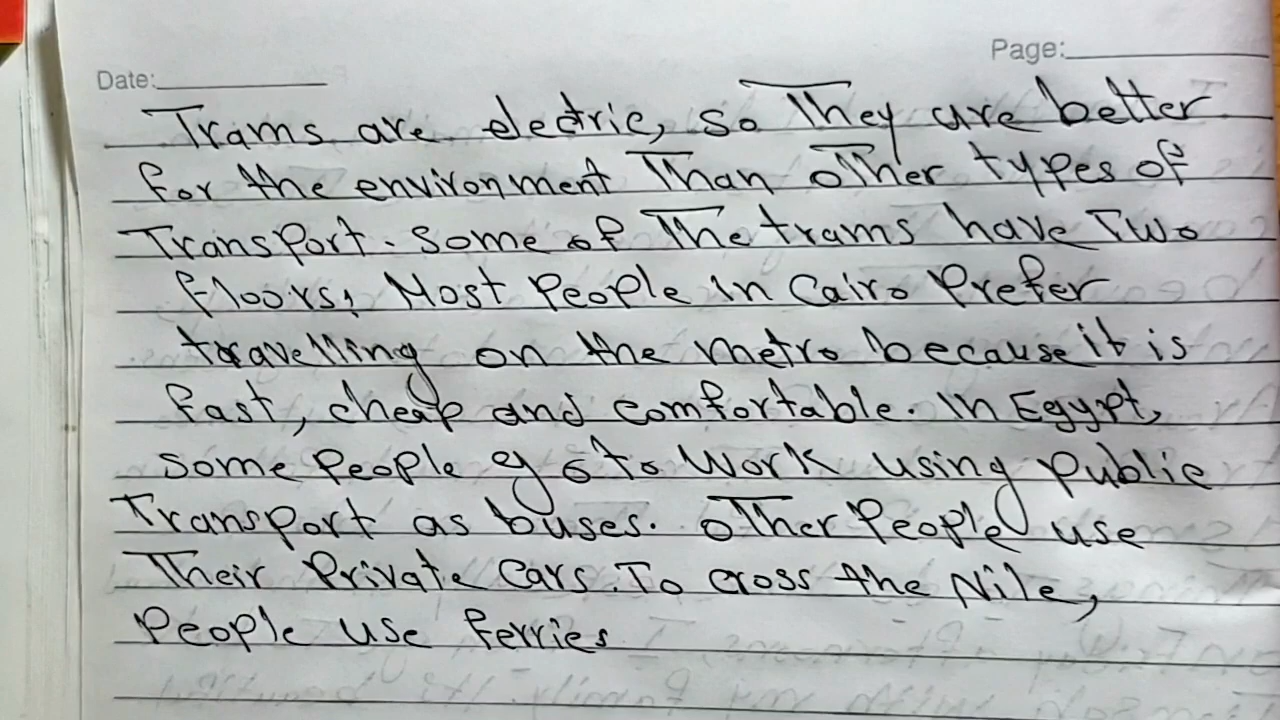 Page:
Date:
Trams are electric, so They are better
for the environment Than other types of
Transport. some of The trams have Two
floors, Most People in Cairo Prefer
travelling on the metro because it is
fast, cheap and comfortable. In Egypt,
some People go to work using public
Transport as buses. other People use
Their Private cars. To cross the Nile,
People use ferries